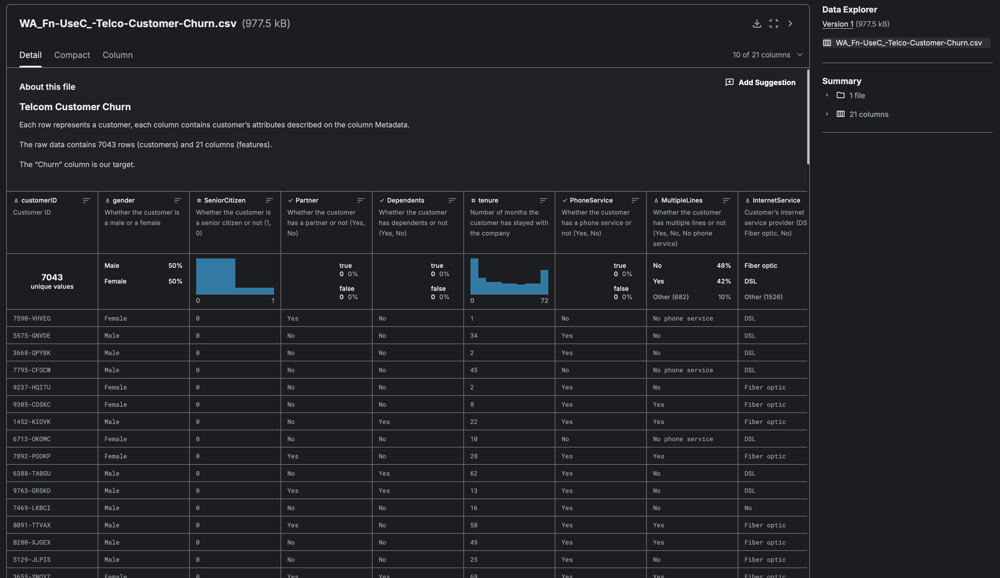 WA_Fn-UseC_-Telco-Customer-Churn.csv (977.5 kB)
Detail Compact Column 10 of 21 columns
About this file
Add Suggestion
Telcom Customer Churn
Each row represents a customer, each column contains customer’s attributes described on the column Metadata.
The raw data contains 7043 rows (customers) and 21 columns (features).
The “Churn” column is our target.
customerID
Customer ID
gender
Whether the customer is
a male or a female
# SeniorCitizen
Whether the customer is
a senior citizen or not (1,
0)
Partner
Whether the customer
has a partner or not (Yes,
No)
Dependents
Whether the customer
has dependents or not
(Yes, No)
# tenure
Number of months the
customer has stayed with
the company
PhoneService
Whether the customer
has a phone service or
not (Yes, No)
MultipleLines
Whether the customer
has multiple lines or not
(Yes, No, No phone
service)
InternetService
Customer’s internet
service provider (DS
Fiber optic, No)
7043
unique values
Male 50%
Female 50%
0 1
true
0 0%
false
0 0%
true
0 0%
false
0 0%
0 72
true
0 0%
false
0 0%
No 48%
Yes 42%
Other (682) 10%
Fiber optic
DSL
Other (1526)
7590-VHVEG Female 0 Yes No 1 No No phone service DSL
5575-GNVDE Male 0 No No 34 Yes No DSL
3668-QPYBK Male 0 No No 2 Yes No DSL
7795-CFOCW Male 0 No No 45 No No phone service DSL
9237-HQITU Female 0 No No 2 Yes No Fiber optic
9305-CDSKC Female 0 No No 8 Yes Yes Fiber optic
1452-KIOVK Male 0 No Yes 22 Yes Yes Fiber optic
6713-OKOMC Female 0 No No 10 No No phone service DSL
7892-POOKP Female 0 Yes No 28 Yes Yes Fiber optic
6388-TABGU Male 0 No Yes 62 Yes No DSL
9763-GRSKD Male 0 Yes Yes 13 Yes No DSL
7469-LKBCI Male 0 No No 16 Yes No No
8091-TTVAX Male 0 Yes No 58 Yes Yes Fiber optic
0280-XJGEX Male 0 No No 49 Yes Yes Fiber optic
5129-JLPIS Male 0 No No 25 Yes No Fiber optic
3655-SNQYZ Female 0 Yes Yes 69 Yes Yes Fiber optic
Data Explorer
Version 1 (977.5 kB)
WA_Fn-UseC_-Telco-Customer-Churn.csv
Summary
1 file
21 columns